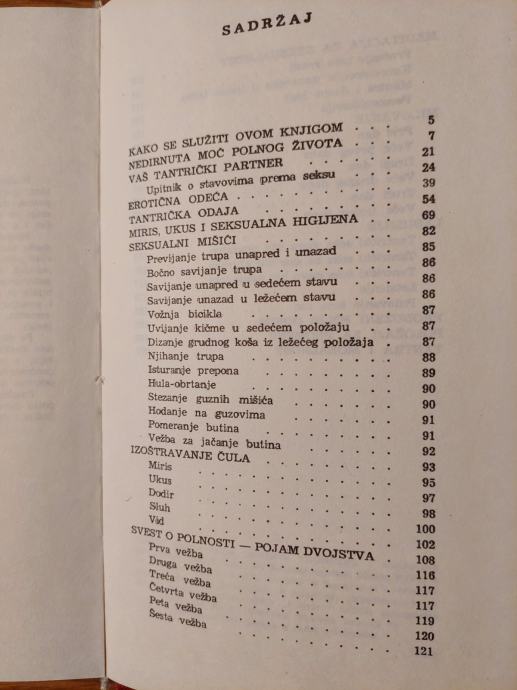 SADRŽAJ
KAKO SE SLUŽITI OVOM KNJIGOM . . . 5
NEDIRNUTA MOĆ POLNOG ŽIVOTA . . . 7
VAŠ TANTRIČKI PARTNER . . . . . 21
Upitnik o stavovima prema seksu . . . 24
EROTIČNA ODEĆA . . . . . . . . 39
TANTRIČKA ODAJA . . . . . . . 54
MIRIS, UKUS I SEKSUALNA HIGIJENA . . 69
SEKSUALNI MIŠIĆI . . . . . . . 82
Previjanje trupa unapred i unazad . . . 85
Bočno savijanje trupa . . . . . 86
Savijanje unapred u sedećem stavu . . 86
Savijanje unazad u ležećem stavu . . 86
Vožnja bicikla . . . . . . . 87
Uvijanje kičme u sedećem položaju . . 87
Dizanje grudnog koša iz ležećeg položaja . 87
Njihanje trupa . . . . . . . 88
Isturanje prepona . . . . . . 89
Hula-obrtanje . . . . . . . 90
Stezanje guznih mišića . . . . . 90
Hodanje na guzovima . . . . . 91
Pomeranje butina . . . . . . 91
Vežba za jačanje butina . . . . . 92
IZOŠTRAVANJE ČULA . . . . . . 93
Miris . . . . . . . . . 95
Ukus . . . . . . . . . 97
Dodir . . . . . . . . . 98
Sluh . . . . . . . . . 100
Vid . . . . . . . . . 102
SVEST O POLNOSTI — POJAM DVOJSTVA . 108
Prva vežba . . . . . . . . 116
Druga vežba . . . . . . . . 117
Treća vežba . . . . . . . . 117
Četvrta vežba . . . . . . . 119
Peta vežba . . . . . . . . 120
Šesta vežba . . . . . . . . 121